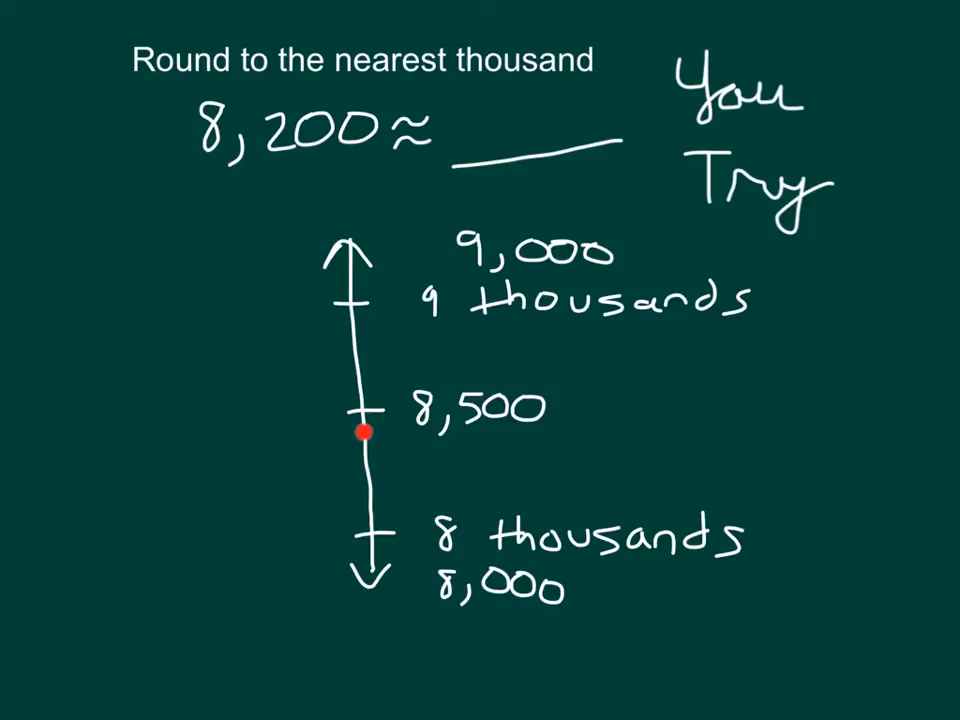 Round to the nearest thousand
8,200 ≈ ____
You
Try
9,000
9 thousands
8,500
8 thousands
8,000